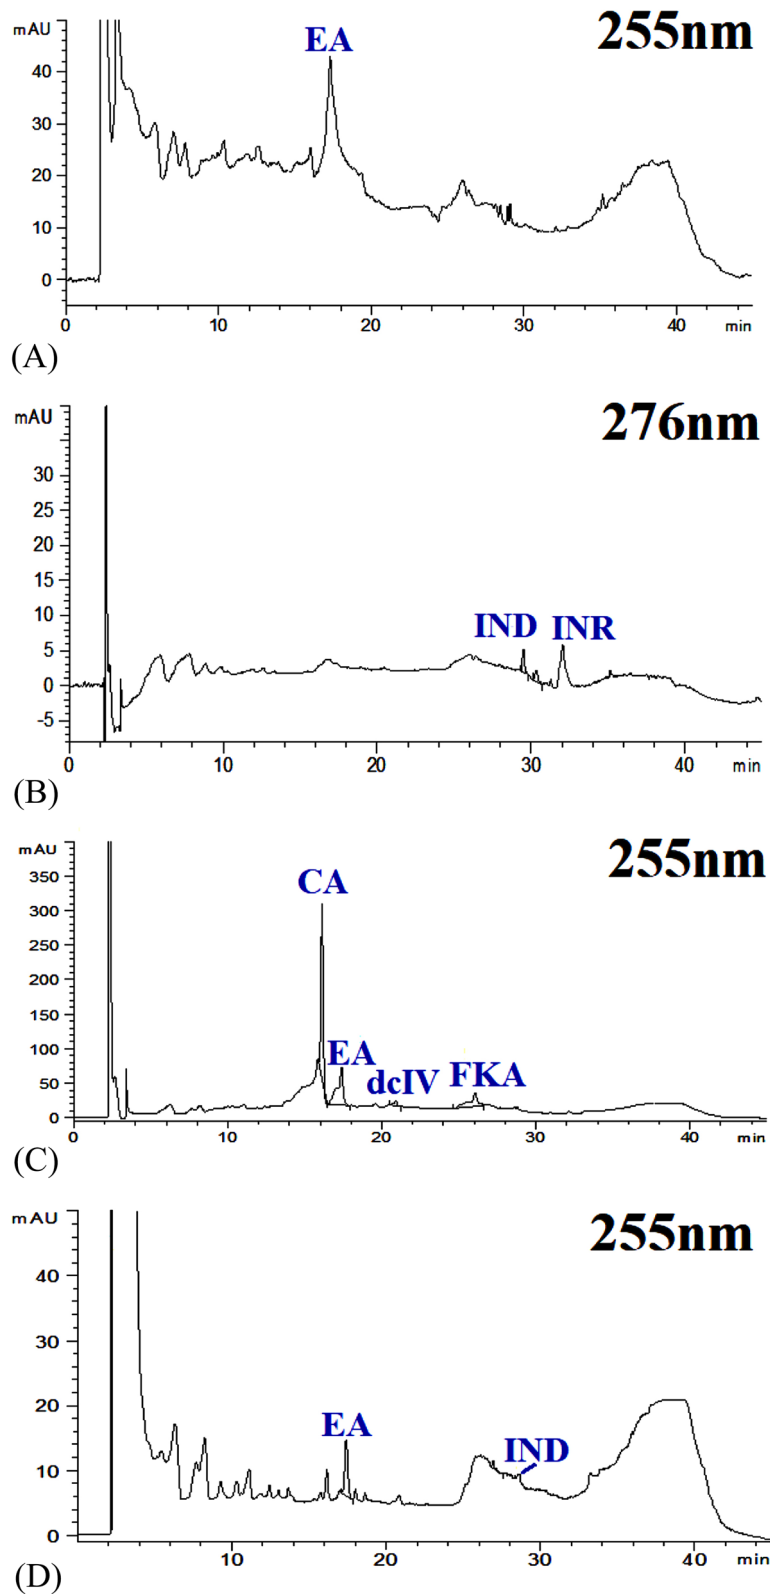 mAU
255nm
EA
40
30
20
10
0
0 10 20 30 40 min
(A)
mAU
276nm
30
25
20
15
10
5
0
-5
IND INR
0 10 20 30 40 min
(B)
mAU
255nm
350
300
250
200
150
100
50
0
CA
EA
dcIV FKA
0 10 20 30 40 min
(C)
mAU
255nm
40
30
20
10
0
EA
IND
10 20 30 40 min
(D)